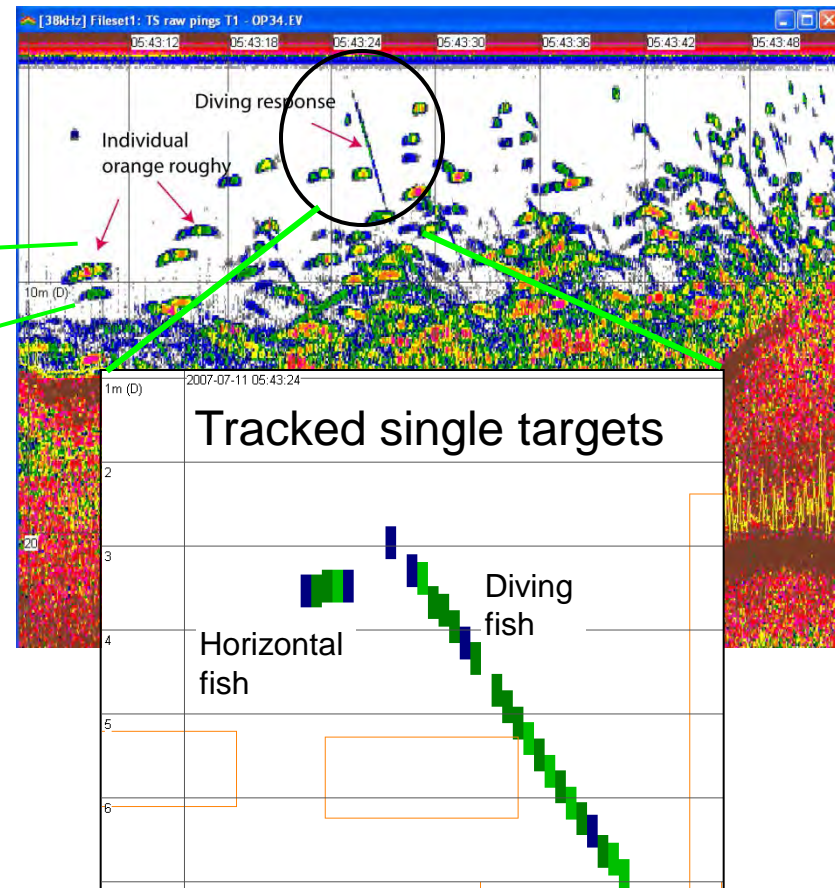 [38kHz] Fileset1: TS raw pings T1 - OP34.EV
05:43:12 05:43:18 05:43:24 05:43:30 05:43:36 05:43:42 05:43:48
Diving response
Individual
orange roughy
10m (D)
20
1m (D)
2007-07-11 05:43:24
Tracked single targets
2
3
Diving
fish
4
Horizontal
fish
5
6